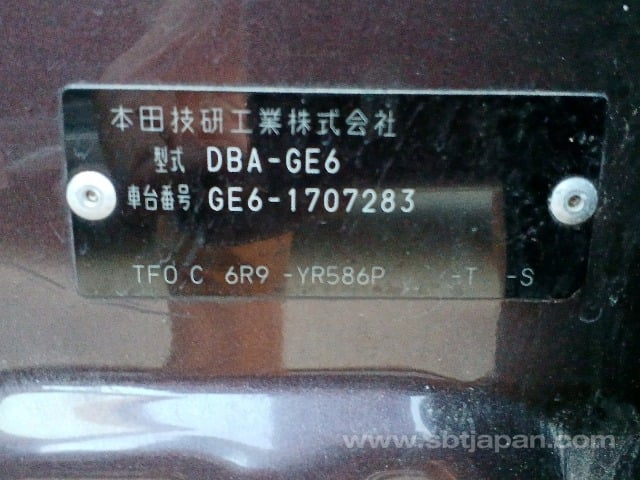 本田技研工業株式会社
型式 DBA-GE6
車台番号 GE6-1707283
TF0 C 6R9 -YR586P -T -S
www.sbtjapan.com